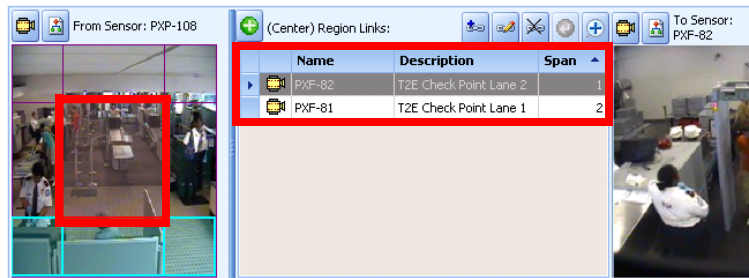 From Sensor: PXP-108
(Center) Region Links:
To Sensor:
PXF-82
Name Description Span
PXF-82 T2E Check Point Lane 2 1
PXF-81 T2E Check Point Lane 1 2